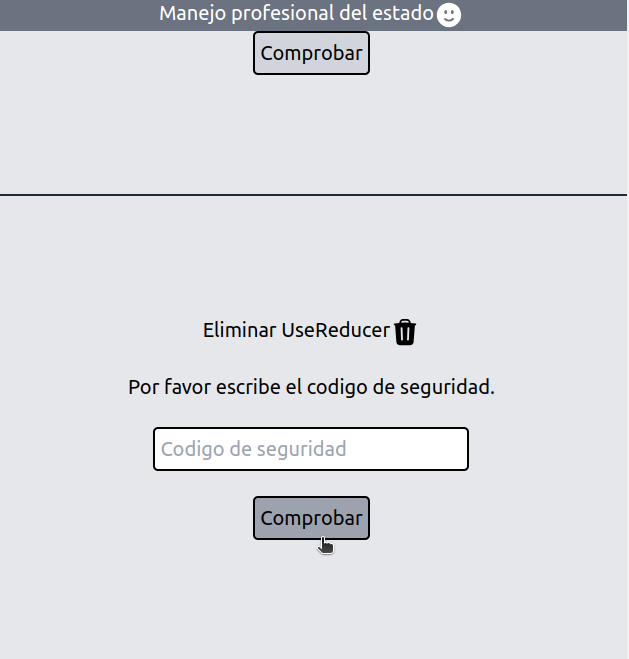 Manejo profesional del estado
Comprobar
Eliminar UseReducer
Por favor escribe el codigo de seguridad.
Codigo de seguridad
Comprobar